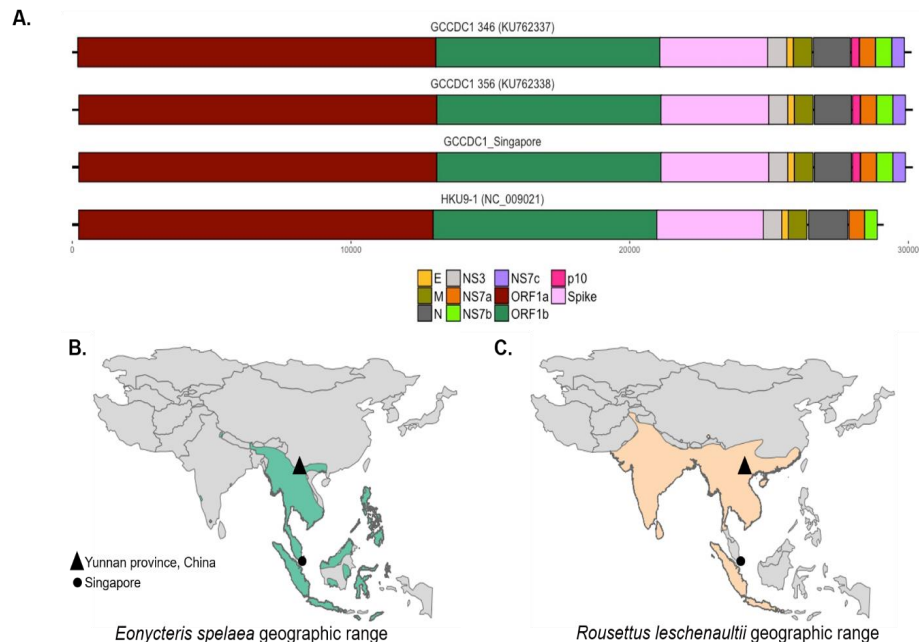 A.
GCCDC1 346 (KU762337)
GCCDC1 356 (KU762338)
GCCDC1_Singapore
HKU9-1 (NC_009021)
0 10000 20000 30000
E NS3 NS7c p10
M NS7a ORF1a Spike
N NS7b ORF1b
B. C.
Yunnan province, China
Singapore
Eonycteris spelaea geographic range Rousettus leschenaultii geographic range